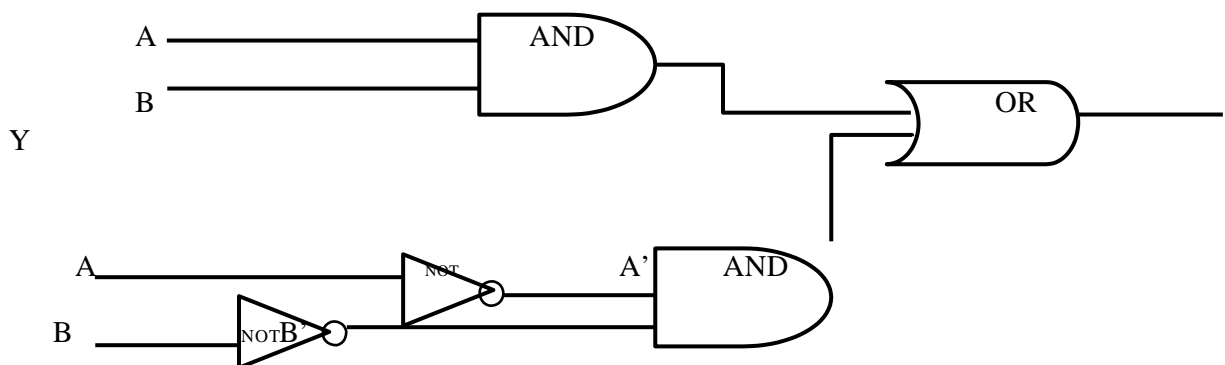 A AND
B OR
Y
A NOT A’ AND
B NOT B’